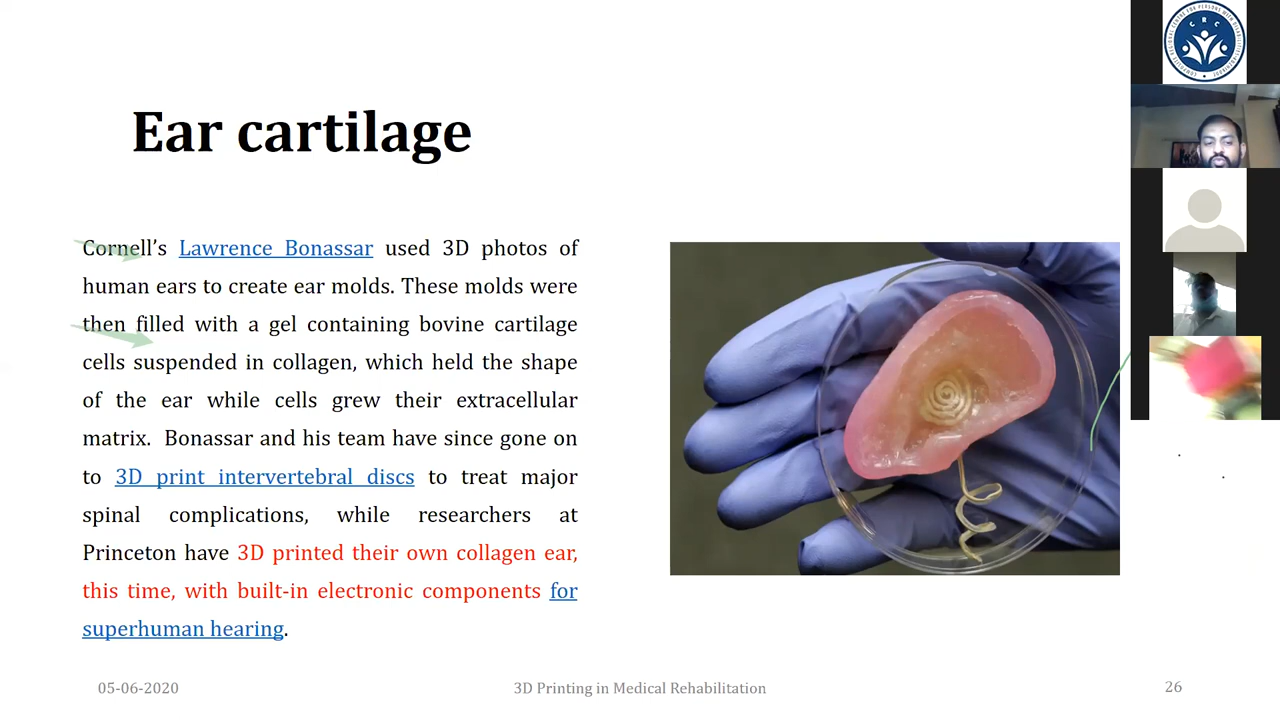 Ear cartilage
Cornell’s Lawrence Bonassar used 3D photos of
human ears to create ear molds. These molds were
then filled with a gel containing bovine cartilage
cells suspended in collagen, which held the shape
of the ear while cells grew their extracellular
matrix.  Bonassar and his team have since gone on
to 3D print intervertebral discs to treat major
spinal complications, while researchers at
Princeton have 3D printed their own collagen ear,
this time, with built-in electronic components for
superhuman hearing.
05-06-2020
3D Printing in Medical Rehabilitation
26
CRC